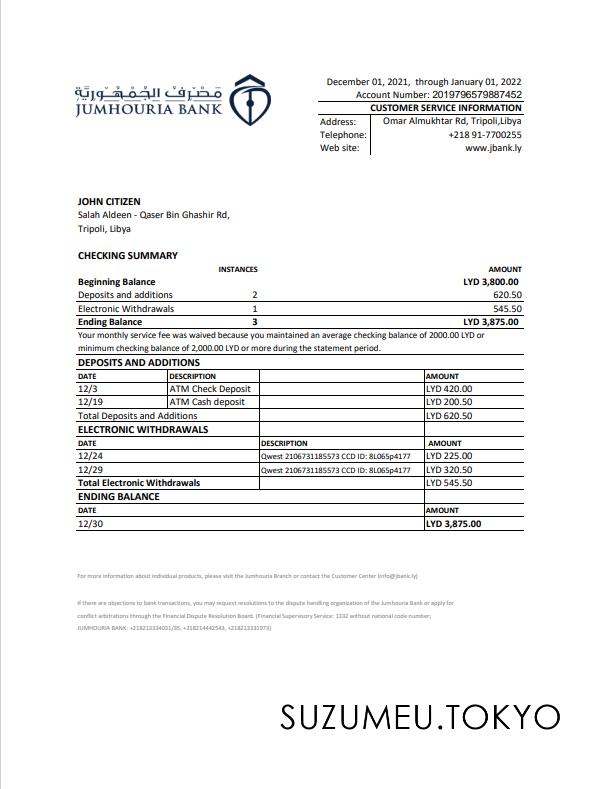 December 01, 2021,  through January 01, 2022
Account Number: 2019796579887452
مصرف الجمهورية
JUMHOURIA BANK
CUSTOMER SERVICE INFORMATION
Address: Omar Almukhtar Rd, Tripoli,Libya
Telephone: +218 91-7700255
Web site: www.jbank.ly
JOHN CITIZEN
Salah Aldeen - Qaser Bin Ghashir Rd,
Tripoli, Libya
CHECKING SUMMARY
INSTANCES AMOUNT
Beginning Balance LYD 3,800.00
Deposits and additions 2 620.50
Electronic Withdrawals 1 545.50
Ending Balance 3 LYD 3,875.00
Your monthly service fee was waived because you maintained an average checking balance of 2000.00 LYD or
minimum checking balance of 2,000.00 LYD or more during the statement period.
DEPOSITS AND ADDITIONS
DATE DESCRIPTION AMOUNT
12/3 ATM Check Deposit LYD 420.00
12/19 ATM Cash deposit LYD 200.50
Total Deposits and Additions LYD 620.50
ELECTRONIC WITHDRAWALS
DATE DESCRIPTION AMOUNT
12/24 Qwest 2106731185573 CCD ID: 8L065p4177 LYD 225.00
12/29 Qwest 2106731185573 CCD ID: 8L065p4177 LYD 320.50
Total Electronic Withdrawals LYD 545.50
ENDING BALANCE
DATE AMOUNT
12/30 LYD 3,875.00
For more information about individual products, please visit the Jumhouria Branch or contact the Customer Center (info@jbank.ly)
If there are objections to bank transactions, you may request resolutions to the dispute handling organization of the Jumhouria Bank or apply for
conflict arbitrations through the Financial Dispute Resolution Board. (Financial Supervisory Service: 1332 without national code number;
JUMHOURIA BANK: +218213334031/35, +218214442543, +218213331973)
SUZUMEU.TOKYO